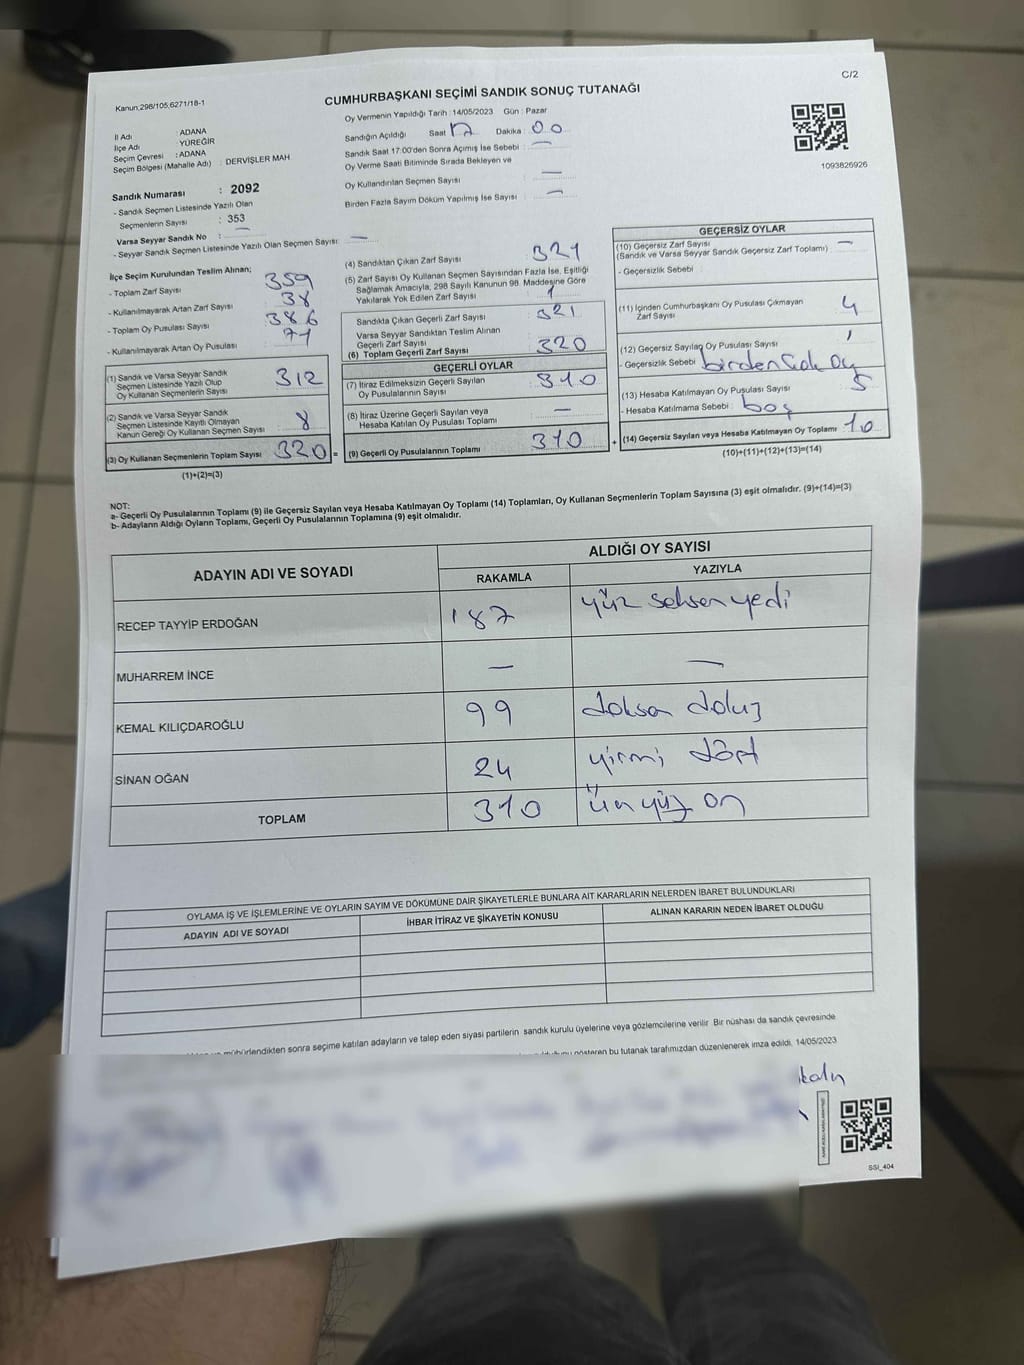 C/2
Kanun;298/105;6271/18-1
CUMHURBAŞKANI SEÇİMİ SANDIK SONUÇ TUTANAĞI
İl Adı : ADANA
İlçe Adı : YÜREĞİR
Seçim Çevresi : ADANA
Seçim Bölgesi (Mahalle Adı) : DERVİŞLER MAH
Sandık Numarası : 2092
- Sandık Seçmen Listesinde Yazılı Olan
Seçmenlerin Sayısı : 353
Varsa Seyyar Sandık No : —
- Seyyar Sandık Seçmen Listesinde Yazılı Olan Seçmen Sayısı: —
Oy Vermenin Yapıldığı Tarih :14/05/2023 Gün : Pazar
Sandığın Açıldığı Saat 17 Dakika : 00
Sandık Saat 17:00'den Sonra Açımış İse Sebebi : —
Oy Verme Saati Bitiminde Sırada Bekleyen ve
Oy Kullandırılan Seçmen Sayısı : —
Birden Fazla Sayım Döküm Yapılmış İse Sayısı : —
1093826926
İlçe Seçim Kurulundan Teslim Alınan;
- Toplam Zarf Sayısı : 359
- Kullanılmayarak Artan Zarf Sayısı : 38
- Toplam Oy Pusulası Sayısı : 386
- Kullanılmayarak Artan Oy Pusulası : 71
(1) Sandık ve Varsa Seyyar Sandık
Seçmen Listesinde Yazılı Olup
Oy Kullanan Seçmenlerin Sayısı : 312
(2) Sandık ve Varsa Seyyar Sandık
Seçmen Listesinde Kayıtlı Olmayan
Kanun Gereği Oy Kullanan Seçmen Sayısı : 8
(3) Oy Kullanan Seçmenlerin Toplam Sayısı : 320 =
(1)+(2)=(3)
(4) Sandıktan Çıkan Zarf Sayısı : 321
(5) Zarf Sayısı Oy Kullanan Seçmen Sayısından Fazla İse, Eşitliği
Sağlamak Amacıyla, 298 Sayılı Kanunun 98. Maddesine Göre
Yakılarak Yok Edilen Zarf Sayısı : 1
Sandıkta Çıkan Geçerli Zarf Sayısı : 321
Varsa Seyyar Sandıktan Teslim Alınan
Geçerli Zarf Sayısı
(6) Toplam Geçerli Zarf Sayısı : 320
GEÇERLİ OYLAR
(7) İtiraz Edilmeksizin Geçerli Sayılan
Oy Pusulalarının Sayısı : 310
(8) İtiraz Üzerine Geçerli Sayılan veya
Hesaba Katılan Oy Pusulası Toplamı : —
(9) Geçerli Oy Pusulalarının Toplamı : 310 +
GEÇERSİZ OYLAR
(10) Geçersiz Zarf Sayısı : —
(Sandık ve Varsa Seyyar Sandık Geçersiz Zarf Toplamı)
- Geçersizlik Sebebi :
(11) İçinden Cumhurbaşkanı Oy Pusulası Çıkmayan
Zarf Sayısı : 4
(12) Geçersiz Sayılan Oy Pusulası Sayısı : 1
- Geçersizlik Sebebi : birden çok oy
(13) Hesaba Katılmayan Oy Pusulası Sayısı : 5
- Hesaba Katılmama Sebebi : boş
(14) Geçersiz Sayılan veya Hesaba Katılmayan Oy Toplamı : 10
(10)+(11)+(12)+(13)=(14)
NOT:
a- Geçerli Oy Pusulalarının Toplamı (9) ile Geçersiz Sayılan veya Hesaba Katılmayan Oy Toplamı (14) Toplamları, Oy Kullanan Seçmenlerin Toplam Sayısına (3) eşit olmalıdır. (9)+(14)=(3)
b- Adayların Aldığı Oyların Toplamı, Geçerli Oy Pusulalarının Toplamına (9) eşit olmalıdır.
ADAYIN ADI VE SOYADI ALDIĞI OY SAYISI
RAKAMLA YAZIYLA
RECEP TAYYİP ERDOĞAN 187 yüz seksen yedi
MUHARREM İNCE — —
KEMAL KILIÇDAROĞLU 99 doksan dokuz
SİNAN OĞAN 24 yirmi dört
TOPLAM 310 üç yüz on
OYLAMA İŞ VE İŞLEMLERİNE VE OYLARIN SAYIM VE DÖKÜMÜNE DAİR ŞİKAYETLERLE BUNLARA AİT KARARLARIN NELERDEN İBARET BULUNDUKLARI
ADAYIN ADI VE SOYADI İHBAR İTİRAZ VE ŞİKAYETİN KONUSU ALINAN KARARIN NEDEN İBARET OLDUĞU
mühürlendikten sonra seçime katılan adayların ve talep eden siyasi partilerin sandık kurulu üyelerine veya gözlemcilerine verilir. Bir nüshası da sandık çevresinde
gösteren bu tutanak tarafımızdan düzenlenerek imza edildi. 14/05/2023
SSI_404